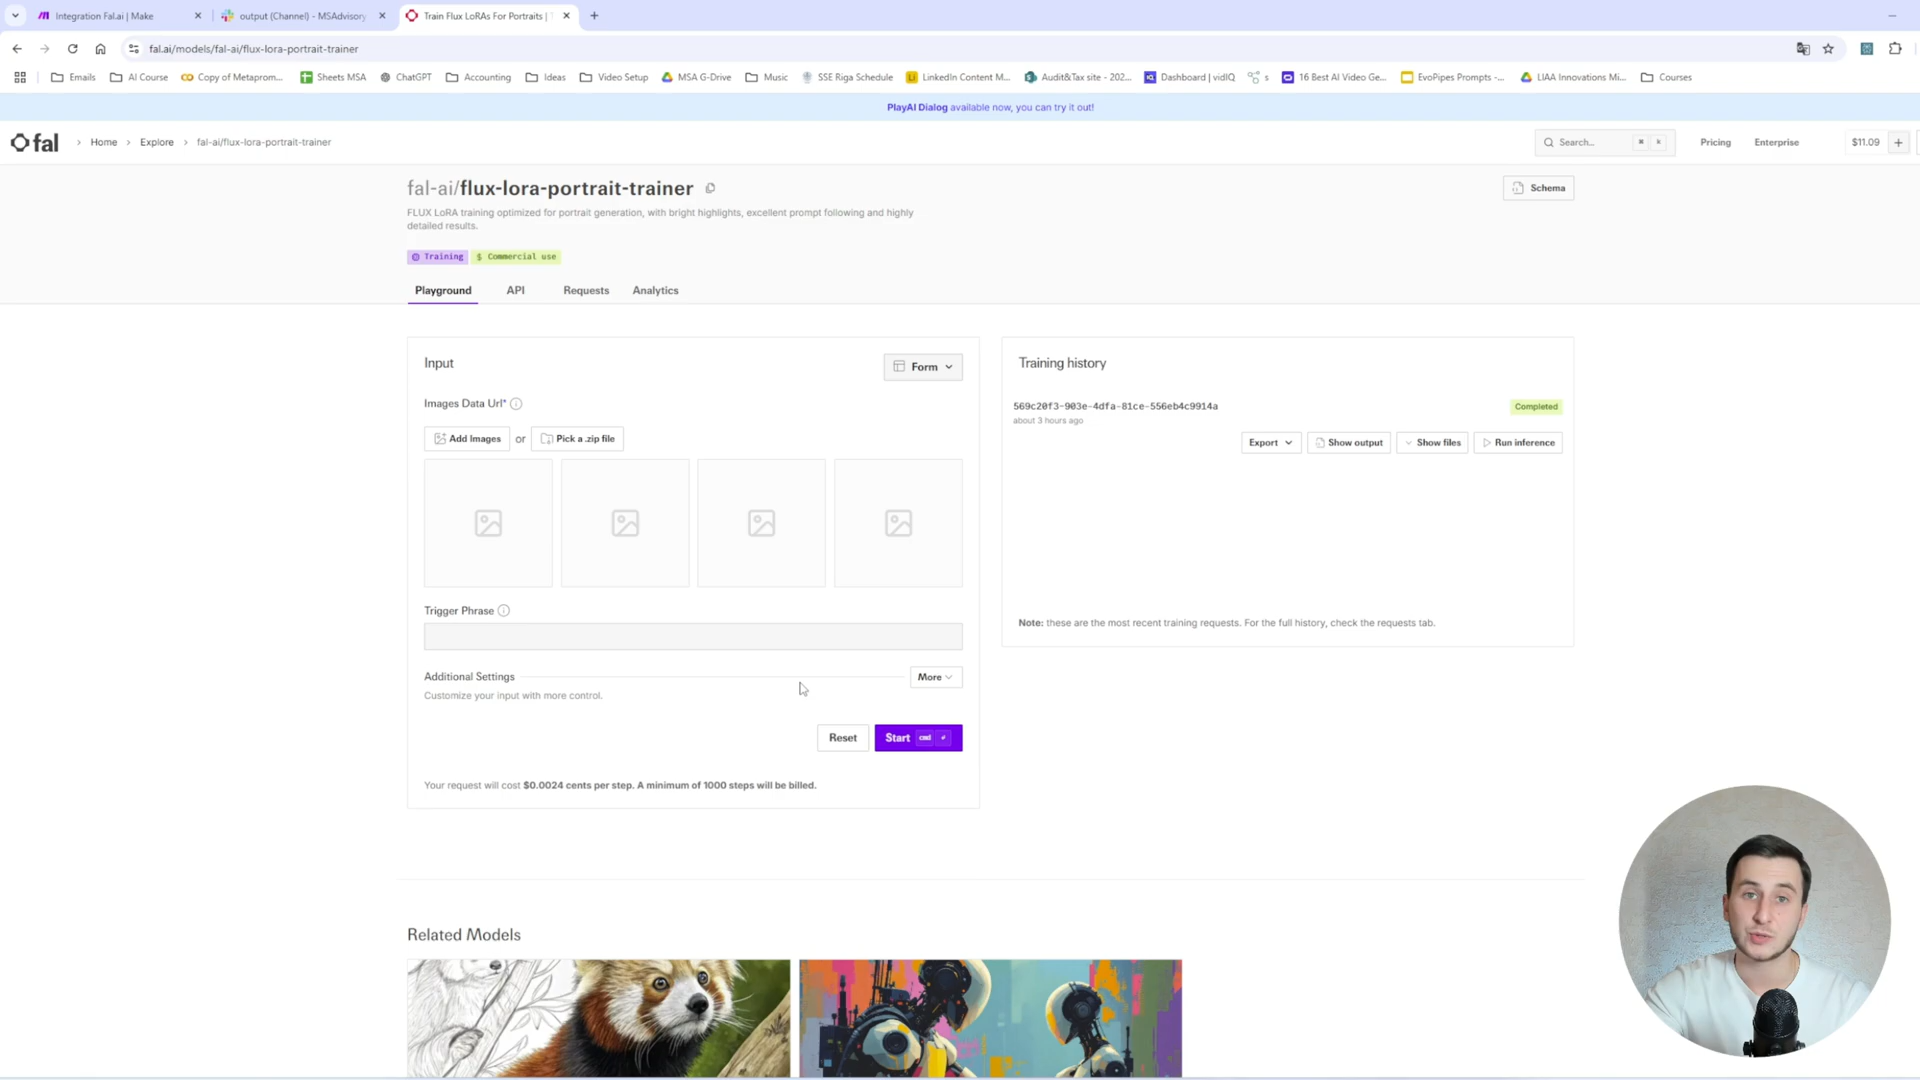 Integration Fal.ai | Make
output (Channel) - MSAdvisory
Train Flux LoRAs For Portraits |
fal.ai/models/fal-ai/flux-lora-portrait-trainer
Emails
AI Course
Copy of Metaprom...
Sheets MSA
ChatGPT
Accounting
Ideas
Video Setup
MSA G-Drive
Music
SSE Riga Schedule
LinkedIn Content M...
Audit&Tax site - 202...
Dashboard | vidIQ
s
16 Best AI Video Ge...
EvoPipes Prompts -...
LIAA Innovations Mi...
Courses
PlayAI Dialog available now, you can try it out!
fal
Home
Explore
fal-ai/flux-lora-portrait-trainer
Search...
⌘ k
Pricing
Enterprise
$11.09
+
fal-ai/flux-lora-portrait-trainer
Schema
FLUX LoRA training optimized for portrait generation, with bright highlights, excellent prompt following and highly
detailed results.
Training
$ Commercial use
Playground
API
Requests
Analytics
Input
Form
Images Data Url*
Add Images
or
Pick a .zip file
Trigger Phrase
Additional Settings
More
Customize your input with more control.
Reset
Start cmd
Your request will cost $0.0024 cents per step. A minimum of 1000 steps will be billed.
Training history
569c20f3-903e-4dfa-81ce-556eb4c9914a
Completed
about 3 hours ago
Export
Show output
Show files
Run inference
Note: these are the most recent training requests. For the full history, check the requests tab.
Related Models